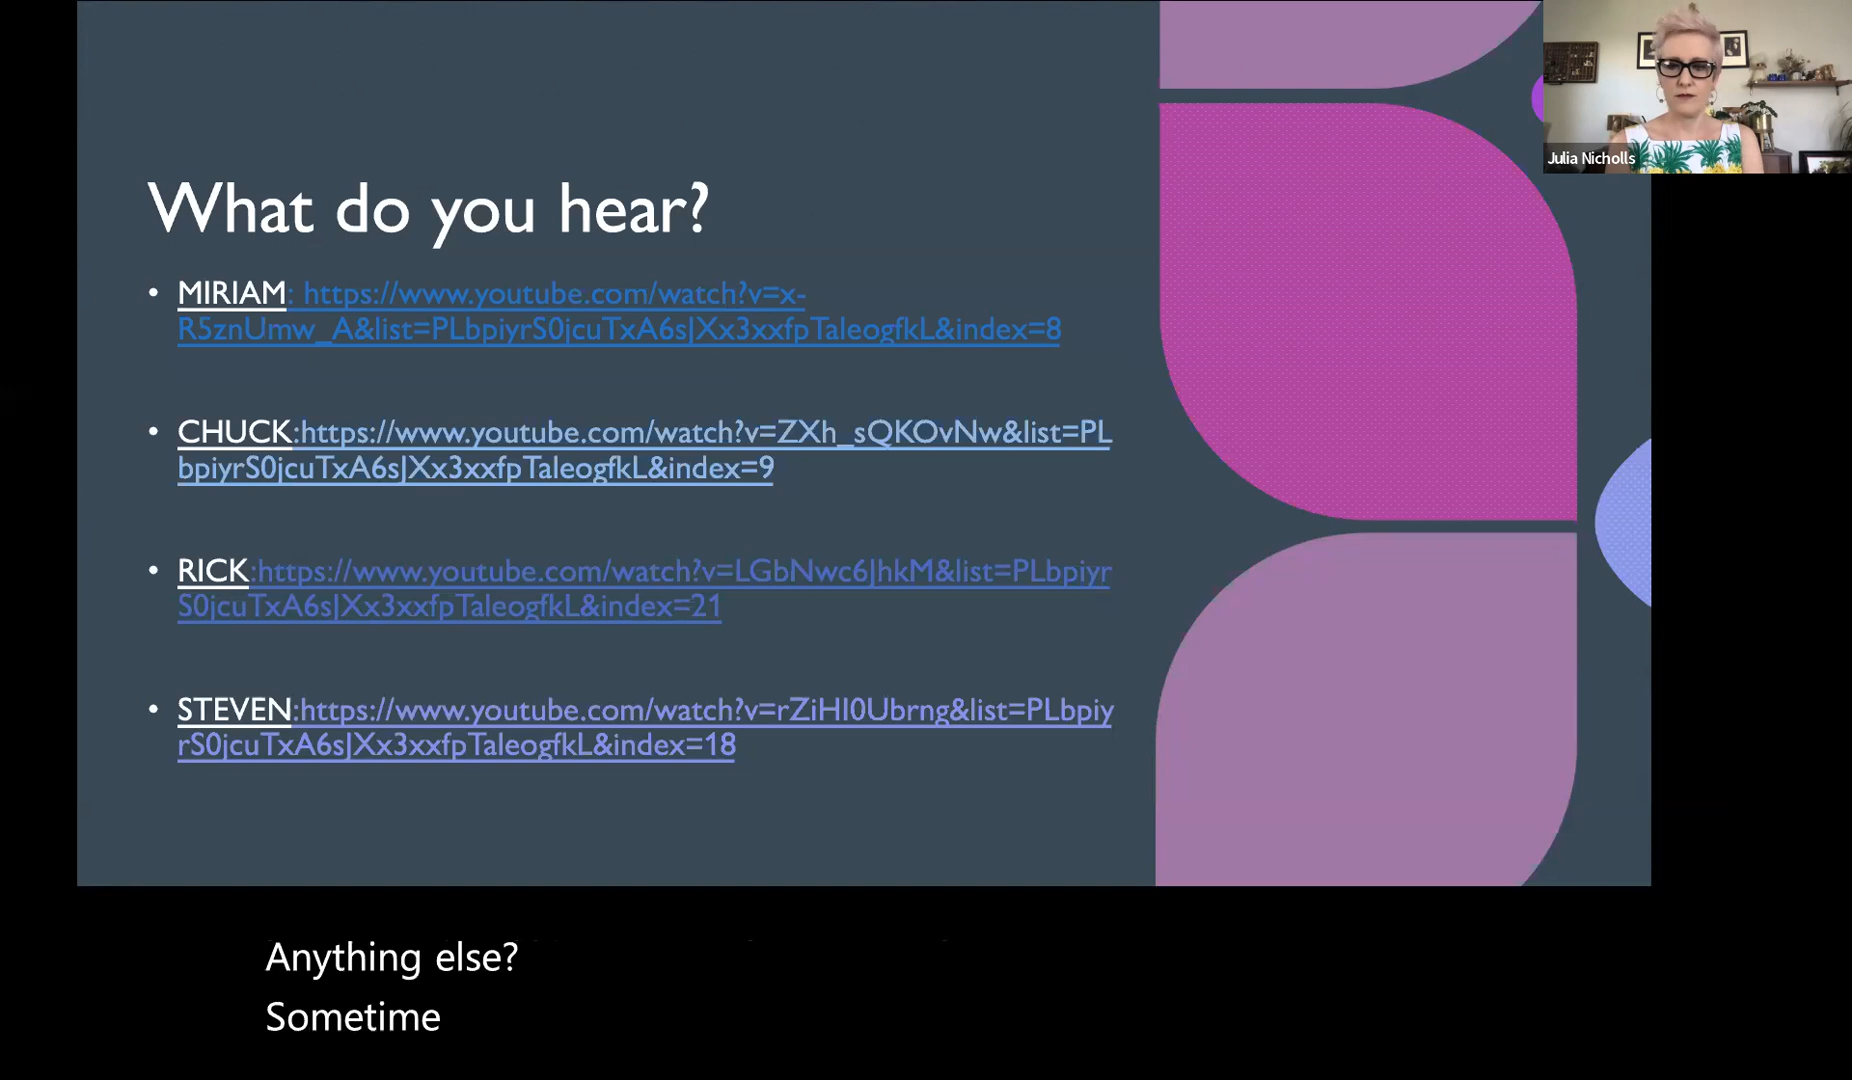 What do you hear?
• MIRIAM: https://www.youtube.com/watch?v=x-
R5znUmw_A&list=PLbpiyrS0jcuTxA6sJXx3xxfpTaleogfkL&index=8
• CHUCK:https://www.youtube.com/watch?v=ZXh_sQKOvNw&list=PL
bpiyrS0jcuTxA6sJXx3xxfpTaleogfkL&index=9
• RICK:https://www.youtube.com/watch?v=LGbNwc6JhkM&list=PLbpiyr
S0jcuTxA6sJXx3xxfpTaleogfkL&index=21
• STEVEN:https://www.youtube.com/watch?v=rZiHI0Ubrng&list=PLbpiy
rS0jcuTxA6sJXx3xxfpTaleogfkL&index=18
Julia Nicholls
Anything else?
Sometime